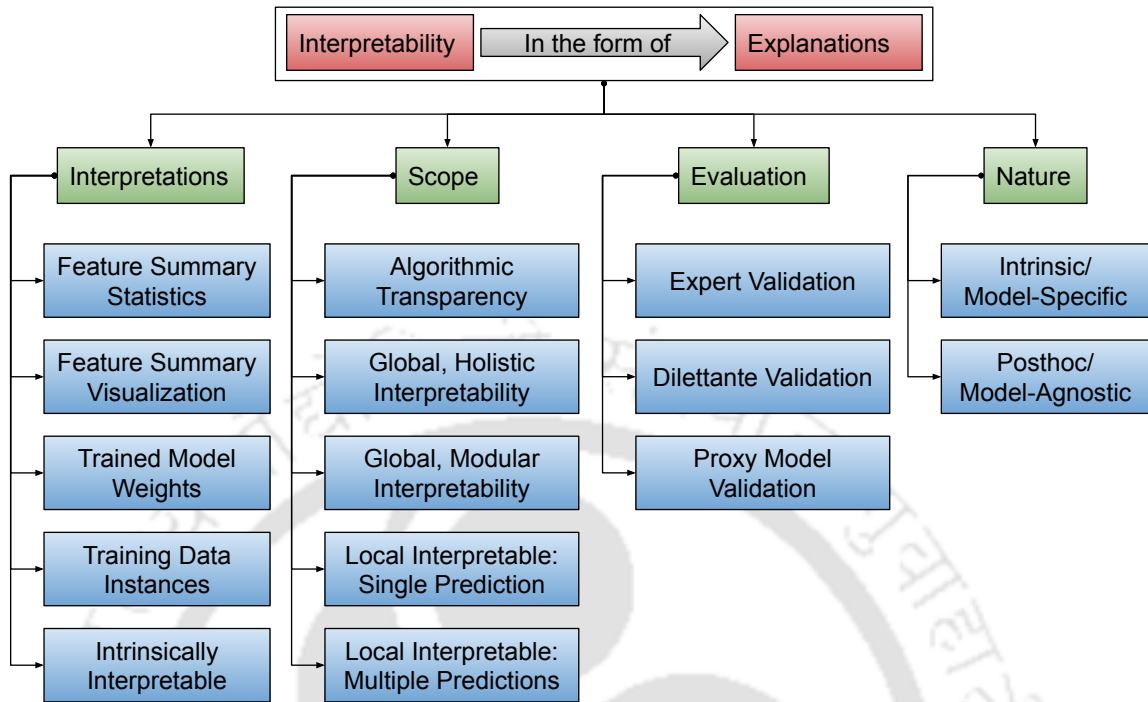 Interpretability
In the form of
Explanations
Interpretations
Scope
Evaluation
Nature
Feature Summary
Statistics
Feature Summary
Visualization
Trained Model
Weights
Training Data
Instances
Intrinsically
Interpretable
Algorithmic
Transparency
Global, Holistic
Interpretability
Global, Modular
Interpretability
Local Interpretable:
Single Prediction
Local Interpretable:
Multiple Predictions
Expert Validation
Dilettante Validation
Proxy Model
Validation
Intrinsic/
Model-Specific
Posthoc/
Model-Agnostic